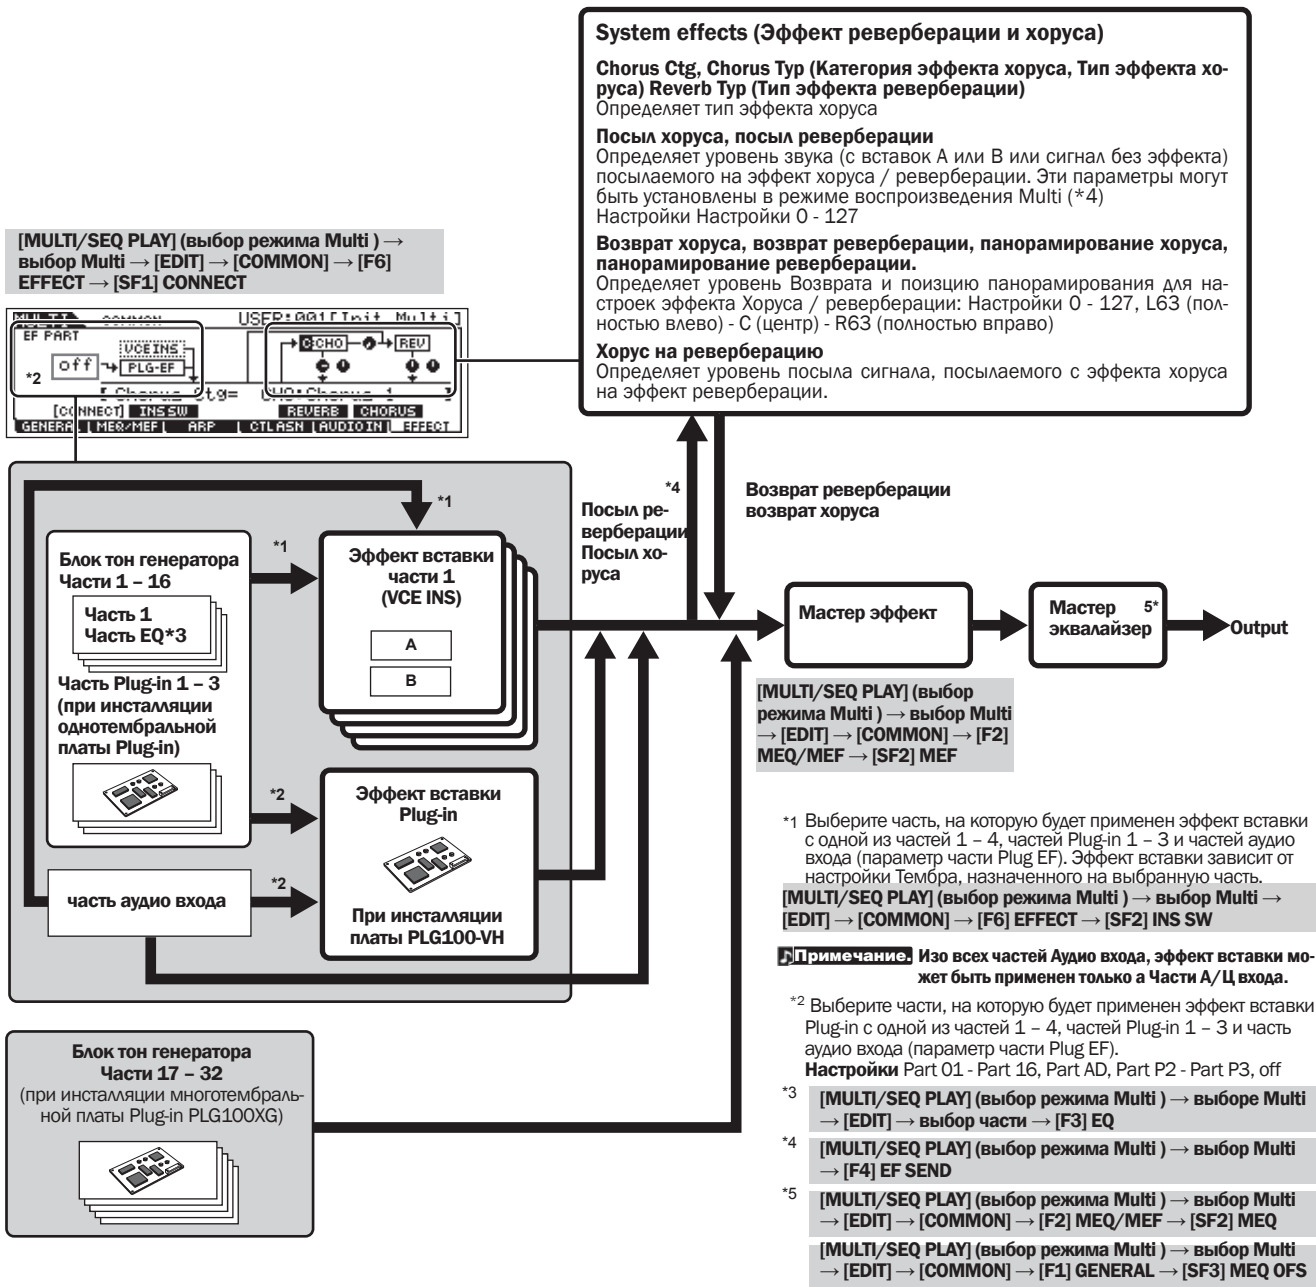 System effects (Эффект реверберации и хоруса)
Chorus Ctg, Chorus Typ (Категория эффекта хоруса, Тип эффекта хо-
руса) Reverb Typ (Тип эффекта реверберации)
Определяет тип эффекта хоруса
Посыл хоруса, посыл реверберации
Определяет уровень звука (с вставок А или В или сигнал без эффекта)
посылаемого на эффект хоруса / реверберации. Эти параметры могут
быть установлены в режиме воспроизведения Multi (*4)
Настройки Настройки 0 - 127
Возврат хоруса, возврат реверберации, панорамирование хоруса,
панорамирование реверберации.
Определяет уровень Возврата и поизцию панорамирования для на-
строек эффекта Хоруса / реверберации: Настройки 0 - 127, L63 (пол-
ностью влево) - C (центр) - R63 (полностью вправо)
Хорус на реверберацию
Определяет уровень посыла сигнала, посылаемого с эффекта хоруса
на эффект реверберации.
[MULTI/SEQ PLAY] (выбор режима Multi ) →
выбор Multi → [EDIT] → [COMMON] → [F6]
EFFECT → [SF1] CONNECT
MULTI COMMON USER:001[Init Multi]
EF PART
VCE INS
off
PLG-EF
*2
CHO
REV
[ Chorus Ctg= CHO:Chorus 1 ]
[CONNECT] INS SW REVERB CHORUS
GENERAL MEQ/MEF ARP CTL ASN AUDIO IN EFFECT
*1
Блок тон генератора
Части 1 – 16
Часть 1
Часть EQ*3
Часть Plug-in 1 – 3
(при инсталляции
однотембральной
платы Plug-in)
*1
Эффект вставки
части 1
(VCE INS)
A
B
*2
Эффект вставки
Plug-in
При инсталляции
платы PLG100-VH
часть аудио входа
*2
Блок тон генератора
Части 17 – 32
(при инсталляции многотембраль-
ной платы Plug-in PLG100XG)
*4
Посыл ре-
верберации
Посыл хо-
руса
Возврат реверберации
возврат хоруса
Мастер эффект
Мастер 5*
эквалайзер
Output
[MULTI/SEQ PLAY] (выбор
режима Multi ) → выбор Multi
→ [EDIT] → [COMMON] → [F2]
MEQ/MEF → [SF2] MEF
*1 Выберите часть, на которую будет применен эффект вставки
с одной из частей 1 – 4, частей Plug-in 1 – 3 и частей аудио
входа (параметр части Plug EF). Эффект вставки зависит от
настройки Тембра, назначенного на выбранную часть.
[MULTI/SEQ PLAY] (выбор режима Multi ) → выбор Multi →
[EDIT] → [COMMON] → [F6] EFFECT → [SF2] INS SW
Примечание. Изо всех частей Аудио входа, эффект вставки мо-
жет быть применен только а Части А/Ц входа.
*2 Выберите части, на которую будет применен эффект вставки
Plug-in с одной из частей 1 – 4, частей Plug-in 1 – 3 и часть
аудио входа (параметр части Plug EF).
Настройки Part 01 - Part 16, Part AD, Part P2 - Part P3, off
*3 [MULTI/SEQ PLAY] (выбор режима Multi ) → выборе Multi
→ [EDIT] → выбор части → [F3] EQ
*4 [MULTI/SEQ PLAY] (выбор режима Multi ) → выбор Multi
→ [F4] EF SEND
*5 [MULTI/SEQ PLAY] (выбор режима Multi ) → выбор Multi
→ [EDIT] → [COMMON] → [F2] MEQ/MEF → [SF2] MEQ
[MULTI/SEQ PLAY] (выбор режима Multi ) → выбор Multi
→ [EDIT] → [COMMON] → [F1] GENERAL → [SF3] MEQ OFS